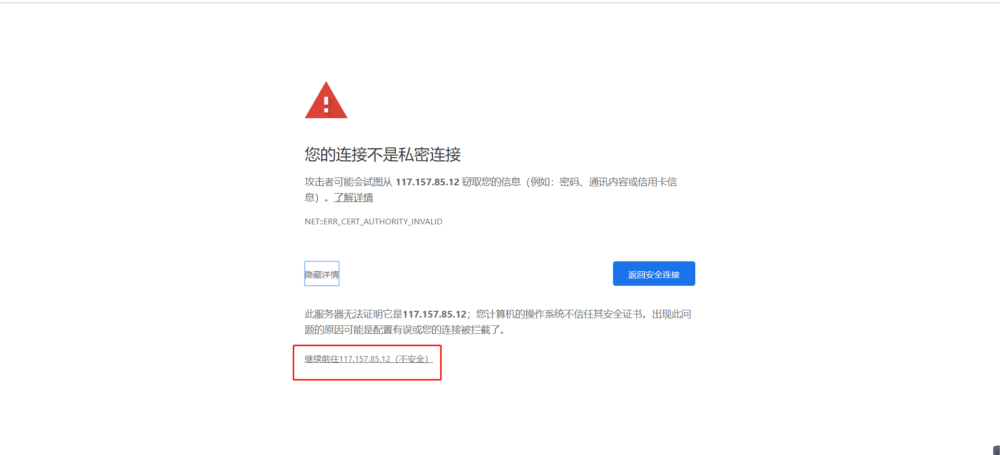 您的连接不是私密连接
攻击者可能会试图从 117.157.85.12 窃取您的信息（例如：密码、通讯内容或信用卡信
息）。了解详情
NET::ERR_CERT_AUTHORITY_INVALID
隐藏详情
返回安全连接
此服务器无法证明它是117.157.85.12；您计算机的操作系统不信任其安全证书。出现此问
题的原因可能是配置有误或您的连接被拦截了。
继续前往117.157.85.12（不安全）